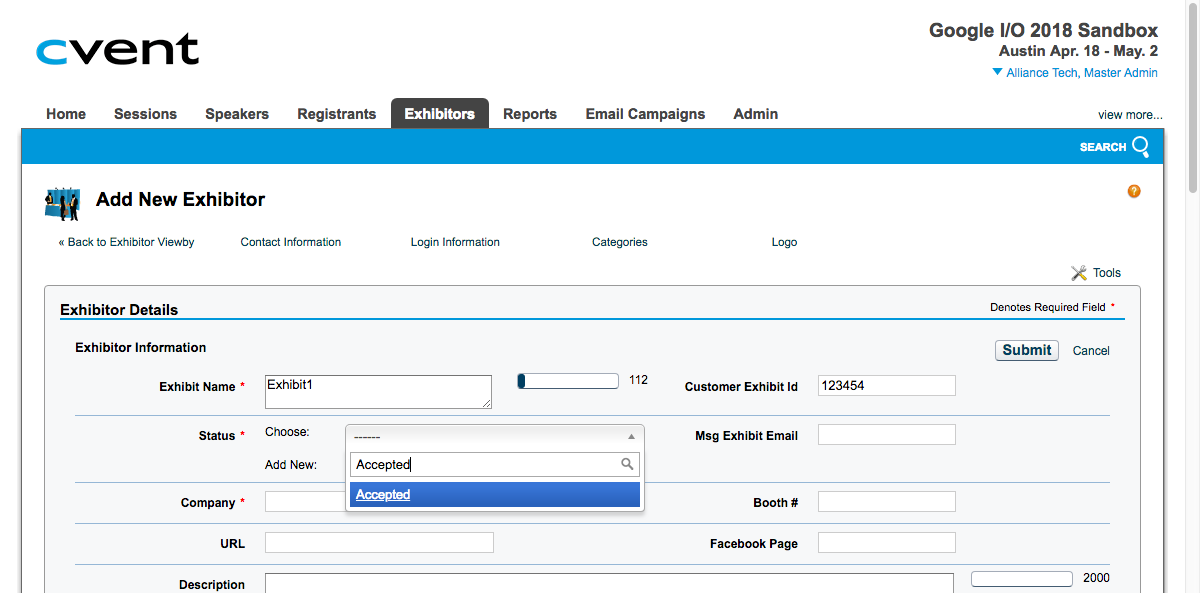 cvent
Google I/O 2018 Sandbox
Austin Apr. 18 - May. 2
Alliance Tech, Master Admin
Home Sessions Speakers Registrants Exhibitors Reports Email Campaigns Admin view more...
SEARCH
Add New Exhibitor
?
« Back to Exhibitor Viewby Contact Information Login Information Categories Logo
Tools
Exhibitor Details Denotes Required Field *
Exhibitor Information Submit Cancel
Exhibit Name * Exhibit1 112 Customer Exhibit Id 123454
Status * Choose: ------ Msg Exhibit Email
Add New: Accepted
Accepted
Company * Booth #
URL Facebook Page
Description 2000